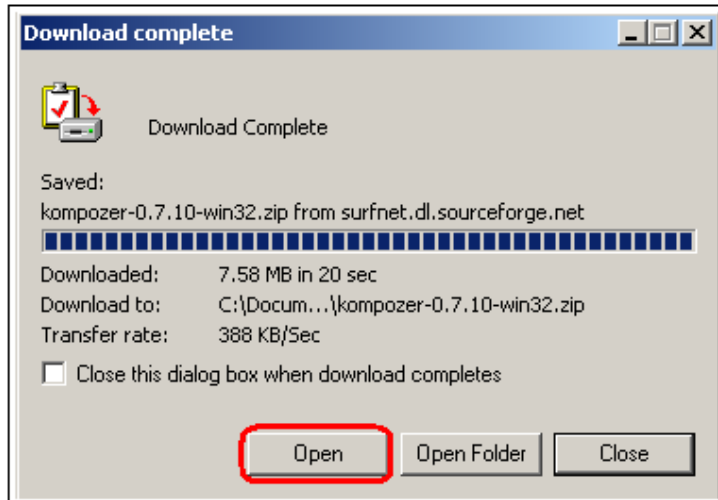 Download complete
Download Complete
Saved:
kompozer-0.7.10-win32.zip from surfnet.dl.sourceforge.net
Downloaded: 7.58 MB in 20 sec
Download to: C:\Docum...\kompozer-0.7.10-win32.zip
Transfer rate: 388 KB/Sec
Close this dialog box when download completes
Open Open Folder Close